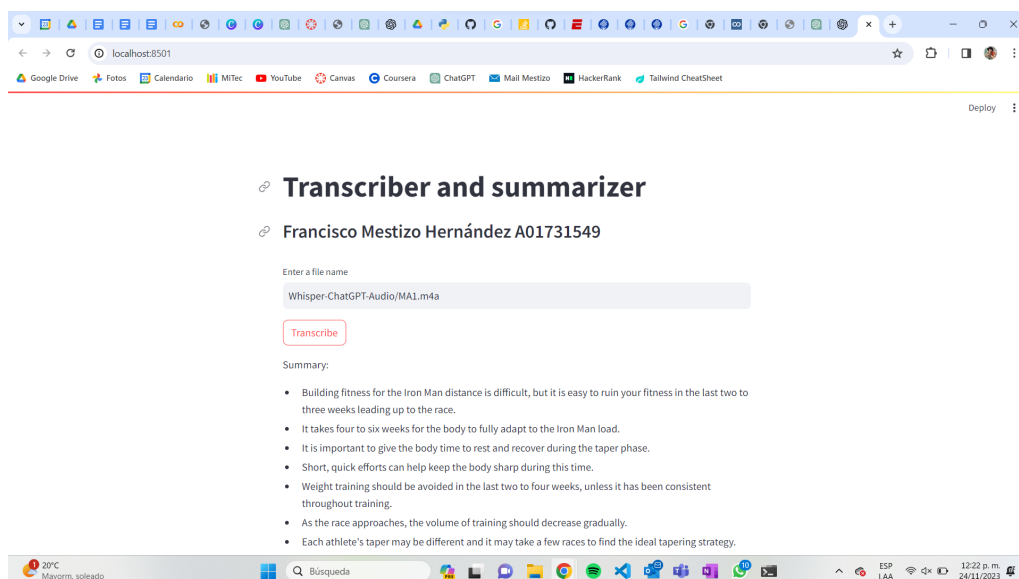 localhost:8501
Google Drive Fotos Calendario MiTec YouTube Canvas Coursera ChatGPT Mail Mestizo HackerRank Tailwind CheatSheet
Deploy
Transcriber and summarizer
Francisco Mestizo Hernández A01731549
Enter a file name
Whisper-ChatGPT-Audio/MA1.m4a
Transcribe
Summary:
• Building fitness for the Iron Man distance is difficult, but it is easy to ruin your fitness in the last two to
three weeks leading up to the race.
• It takes four to six weeks for the body to fully adapt to the Iron Man load.
• It is important to give the body time to rest and recover during the taper phase.
• Short, quick efforts can help keep the body sharp during this time.
• Weight training should be avoided in the last two to four weeks, unless it has been consistent
throughout training.
• As the race approaches, the volume of training should decrease gradually.
• Each athlete's taper may be different and it may take a few races to find the ideal tapering strategy.
1 20°C
Mayorm. soleado
Búsqueda
ESP
LAA
12:22 p. m.
24/11/2023